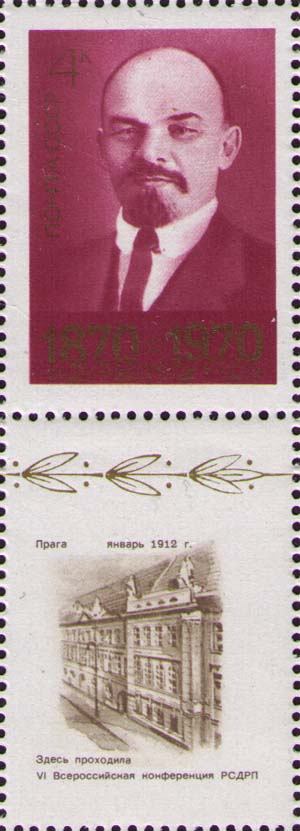 4к
ПОЧТА СССР
1870 1970
Прага январь 1912 г.
Здесь проходила
VI Всероссийская конференция РСДРП